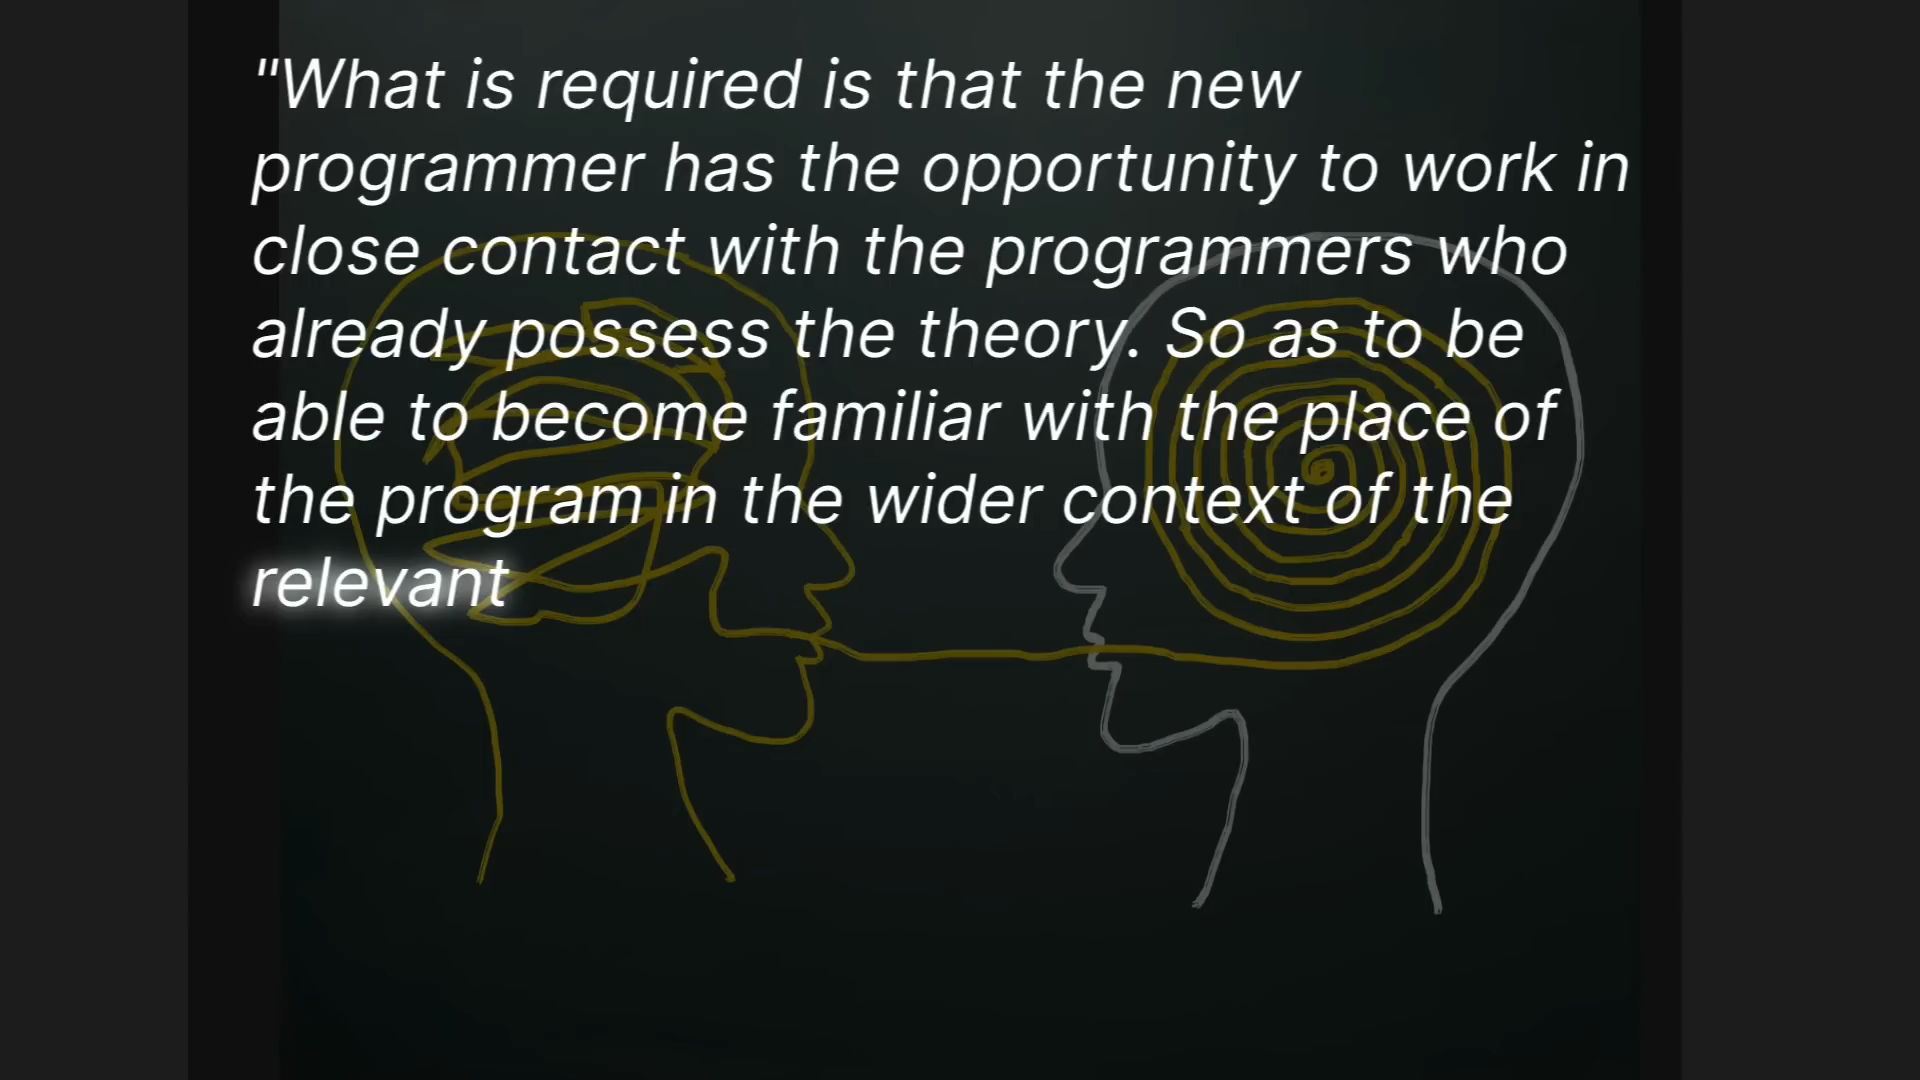 "What is required is that the new
programmer has the opportunity to work in
close contact with the programmers who
already possess the theory. So as to be
able to become familiar with the place of
the program in the wider context of the
relevant